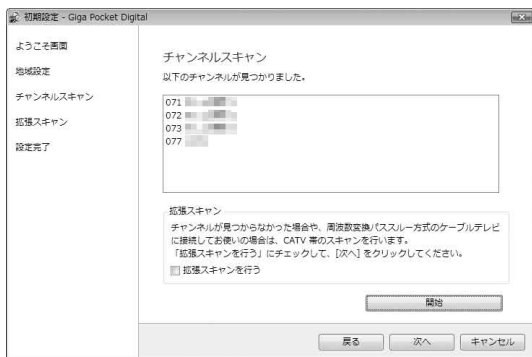 初期設定 - Giga Pocket Digital
ようこそ画面
地域設定
チャンネルスキャン
拡張スキャン
設定完了
チャンネルスキャン
以下のチャンネルが見つかりました。
071
072
073
077
拡張スキャン
チャンネルが見つからなかった場合や、周波数変換パススルー方式のケーブルテレビ
に接続してお使いの場合は、CATV 帯のスキャンを行います。
「拡張スキャンを行う」にチェックして、[次へ] をクリックしてください。
拡張スキャンを行う
開始
戻る
次へ
キャンセル